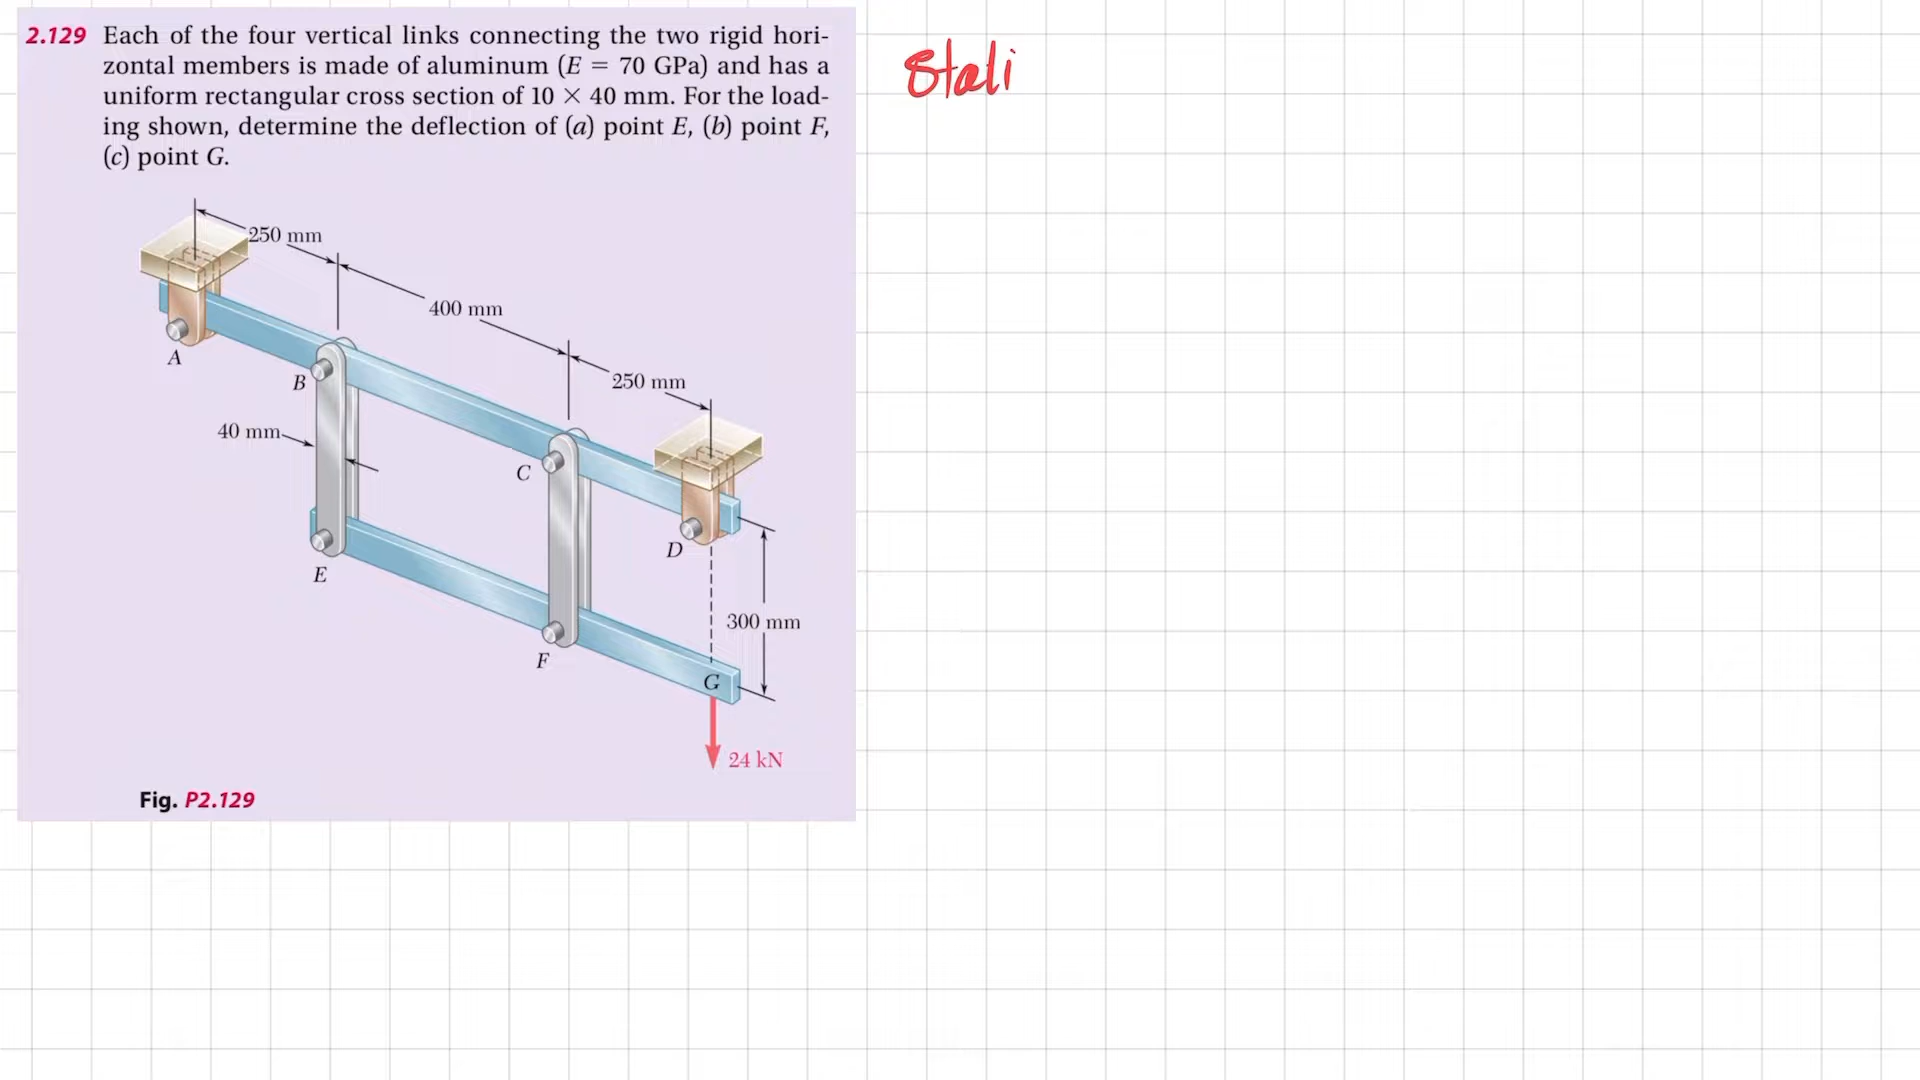 2.129 Each of the four vertical links connecting the two rigid hori-
zontal members is made of aluminum (E = 70 GPa) and has a
uniform rectangular cross section of 10 × 40 mm. For the load-
ing shown, determine the deflection of (a) point E, (b) point F,
(c) point G.
Stali
250 mm
400 mm
A
250 mm
B
40 mm
C
D
E
300 mm
F
G
24 kN
Fig. P2.129